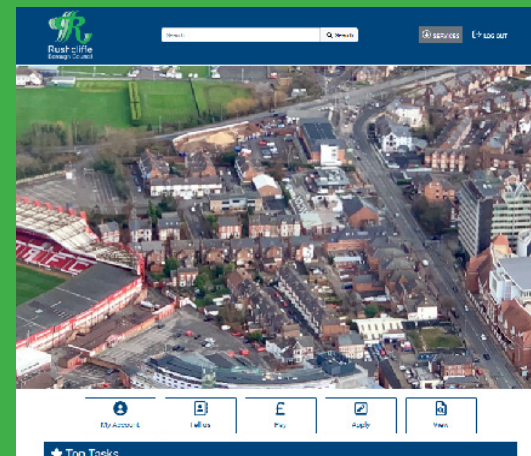 Rushcliffe
Borough Council
Search
Search
SERVICES
LOG OUT
My Account
Tell us
Pay
Apply
View
Top Tasks